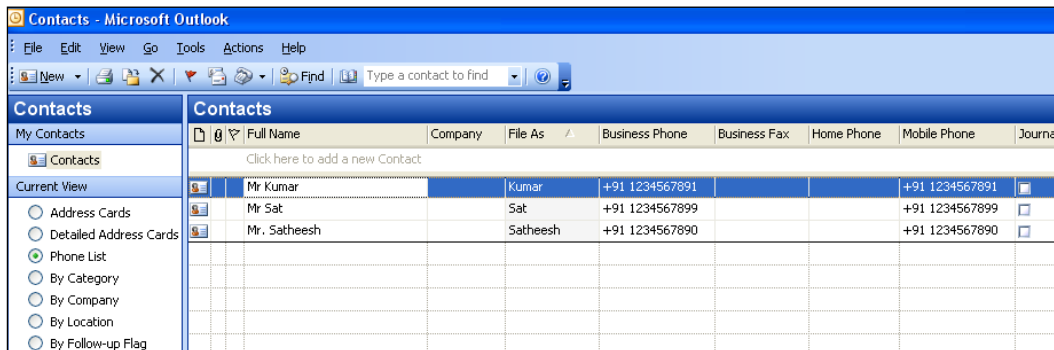 Contacts - Microsoft Outlook
File Edit View Go Tools Actions Help
New Find Type a contact to find
Contacts
My Contacts
Contacts
Current View
Address Cards
Detailed Address Cards
Phone List
By Category
By Company
By Location
By Follow-up Flag
Contacts
Full Name Company File As Business Phone Business Fax Home Phone Mobile Phone Journa
Click here to add a new Contact
Mr Kumar Kumar +91 1234567891 +91 1234567891
Mr Sat Sat +91 1234567899 +91 1234567899
Mr. Satheesh Satheesh +91 1234567890 +91 1234567890